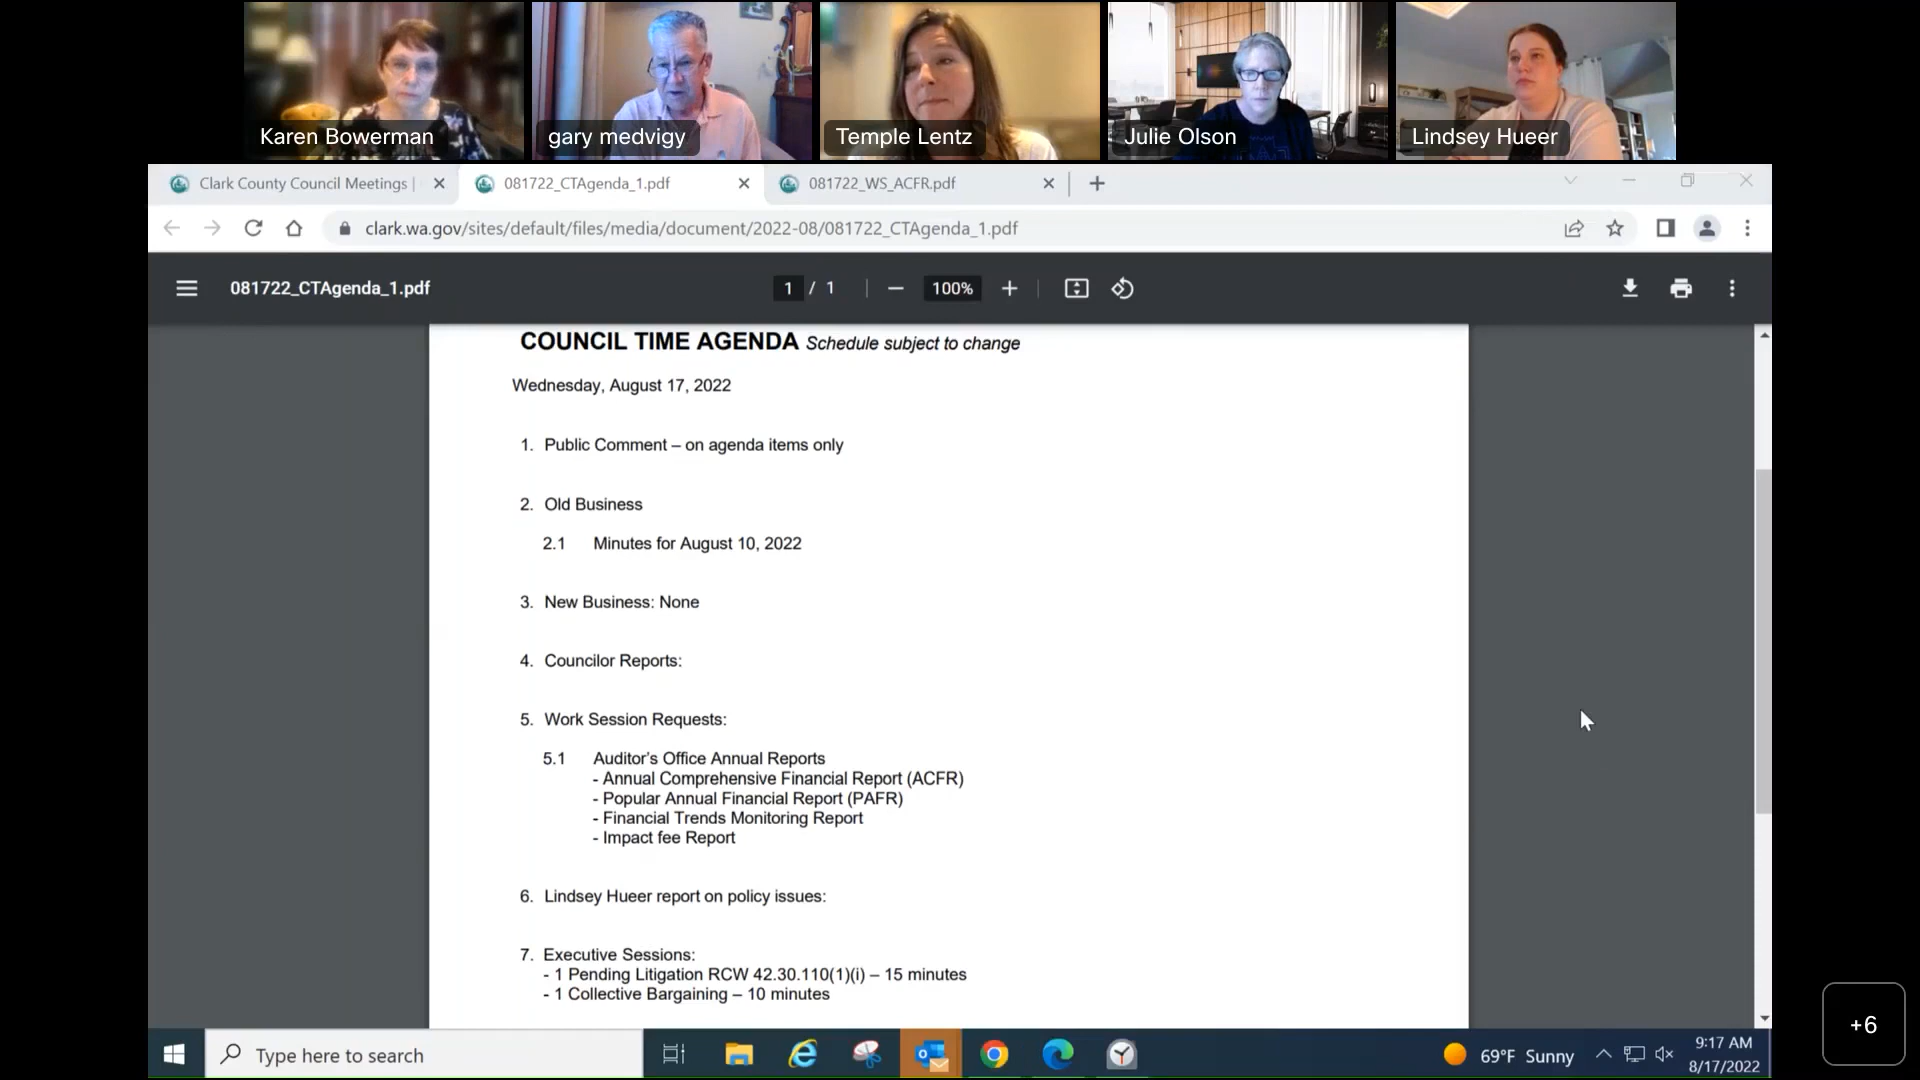 Karen Bowerman
gary medvigy
Temple Lentz
Julie Olson
Lindsey Hueer
Clark County Council Meetings |
081722_CTAgenda_1.pdf
081722_WS_ACFR.pdf
clark.wa.gov/sites/default/files/media/document/2022-08/081722_CTAgenda_1.pdf
081722_CTAgenda_1.pdf
1 / 1
100%
COUNCIL TIME AGENDA Schedule subject to change
Wednesday, August 17, 2022
1. Public Comment – on agenda items only
2. Old Business
2.1 Minutes for August 10, 2022
3. New Business: None
4. Councilor Reports:
5. Work Session Requests:
5.1 Auditor's Office Annual Reports
- Annual Comprehensive Financial Report (ACFR)
- Popular Annual Financial Report (PAFR)
- Financial Trends Monitoring Report
- Impact fee Report
6. Lindsey Hueer report on policy issues:
7. Executive Sessions:
- 1 Pending Litigation RCW 42.30.110(1)(i) – 15 minutes
- 1 Collective Bargaining – 10 minutes
+6
Type here to search
69°F Sunny
9:17 AM
8/17/2022